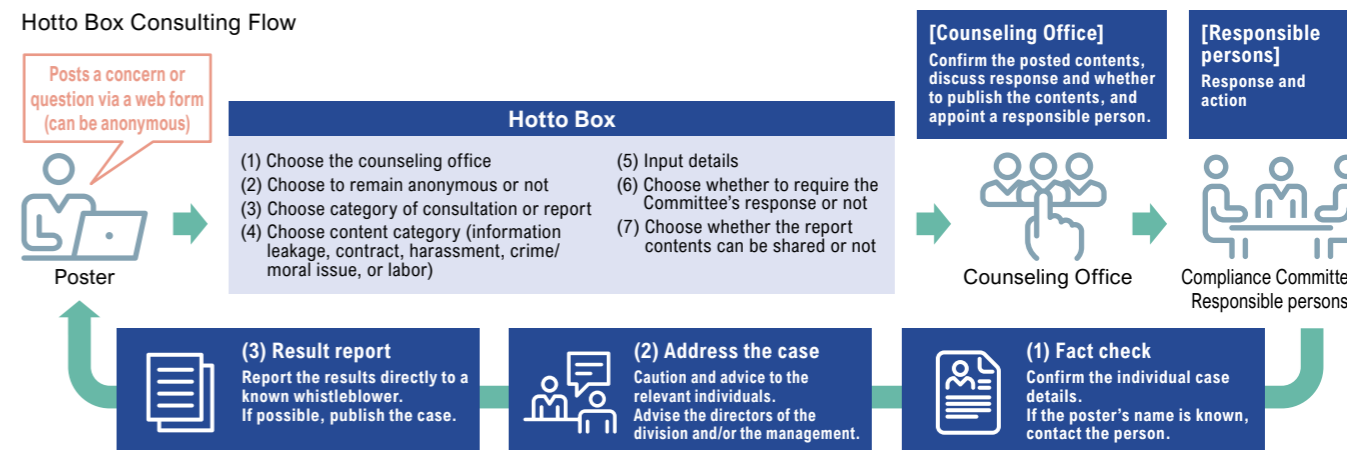 Hotto Box Consulting Flow
Posts a concern or
question via a web form
(can be anonymous)
Poster
Hotto Box
(1) Choose the counseling office
(2) Choose to remain anonymous or not
(3) Choose category of consultation or report
(4) Choose content category (information
leakage, contract, harassment, crime/
moral issue, or labor)
(5) Input details
(6) Choose whether to require the
Committee's response or not
(7) Choose whether the report
contents can be shared or not
[Counseling Office]
Confirm the posted contents,
discuss response and whether
to publish the contents, and
appoint a responsible person.
Counseling Office
[Responsible
persons]
Response and
action
Compliance Committe
Responsible persons
(1) Fact check
Confirm the individual case
details.
If the poster's name is known,
contact the person.
(2) Address the case
Caution and advice to the
relevant individuals.
Advise the directors of the
division and/or the management.
(3) Result report
Report the results directly to a
known whistleblower.
If possible, publish the case.